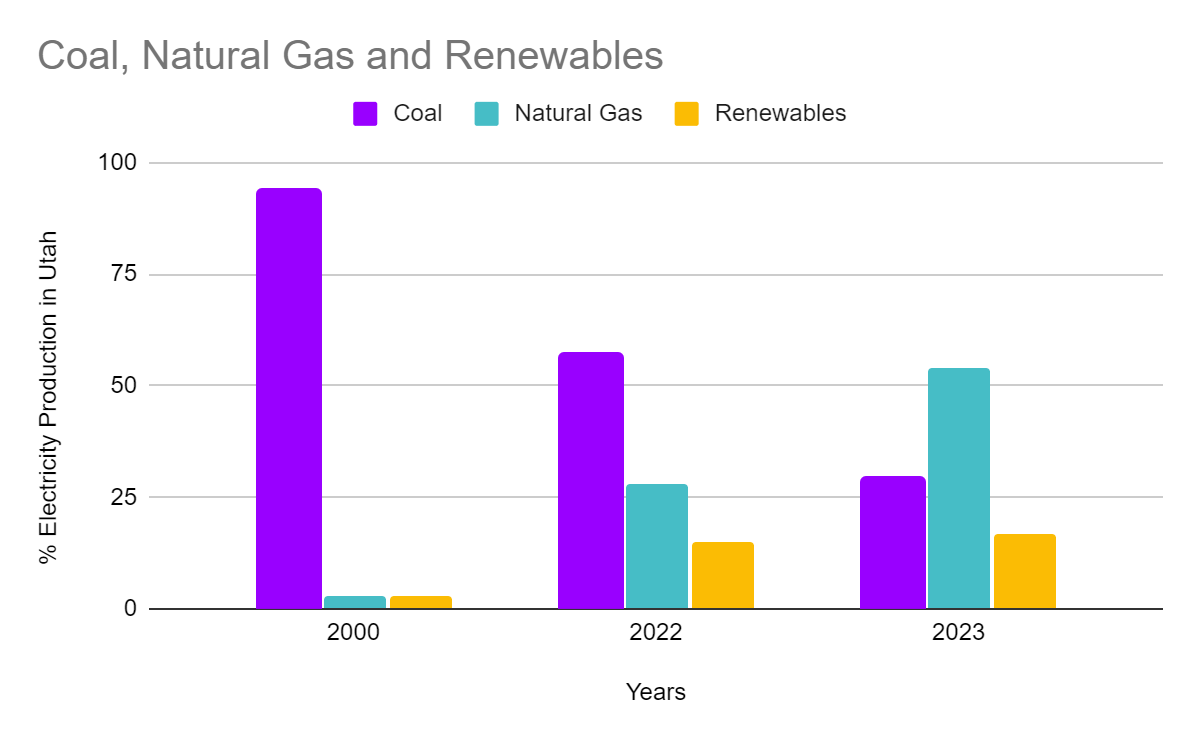 Coal, Natural Gas and Renewables
Coal Natural Gas Renewables
100
75
50
25
0
% Electricity Production in Utah
2000 2022 2023
Years